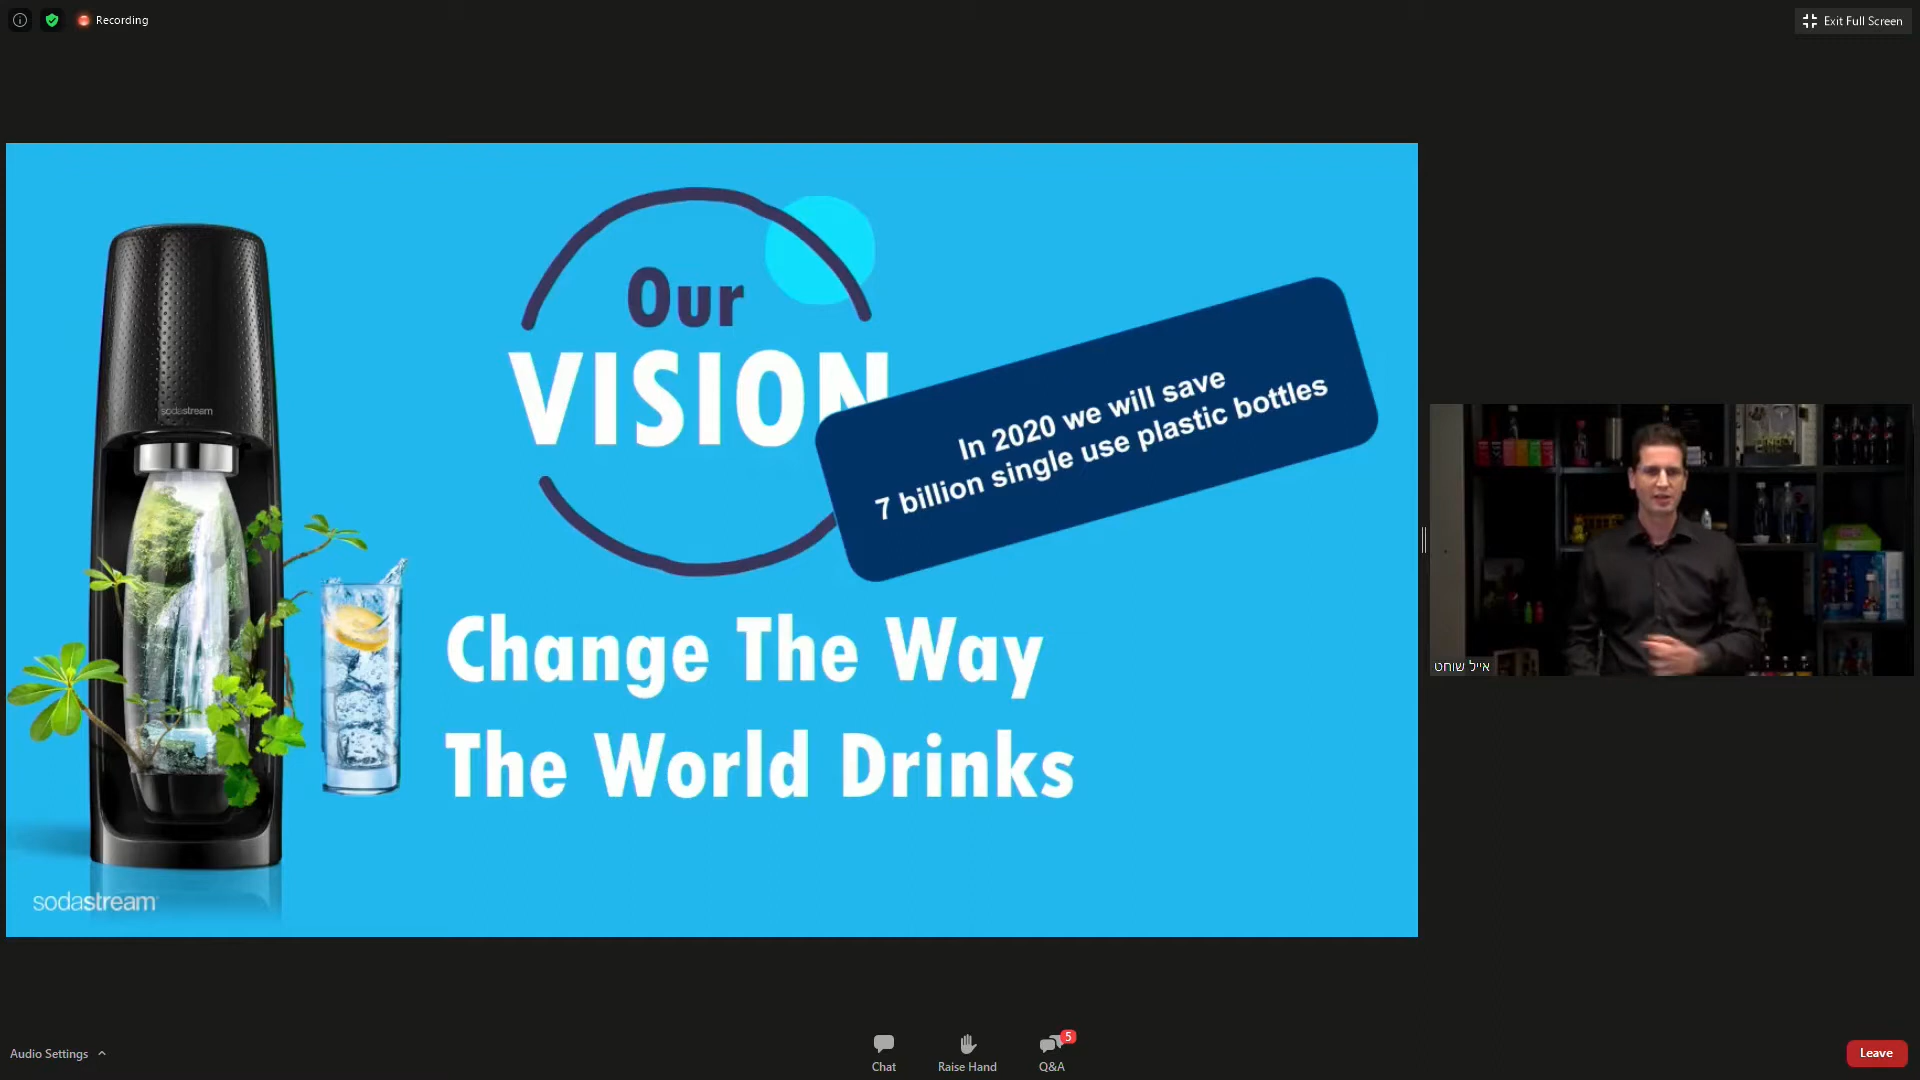 Recording
Exit Full Screen
Our
VISION
In 2020 we will save
7 billion single use plastic bottles
sodastream
Change The Way
The World Drinks
sodastream
אייל שוחט
Audio Settings
Chat
Raise Hand
5
Q&A
Leave